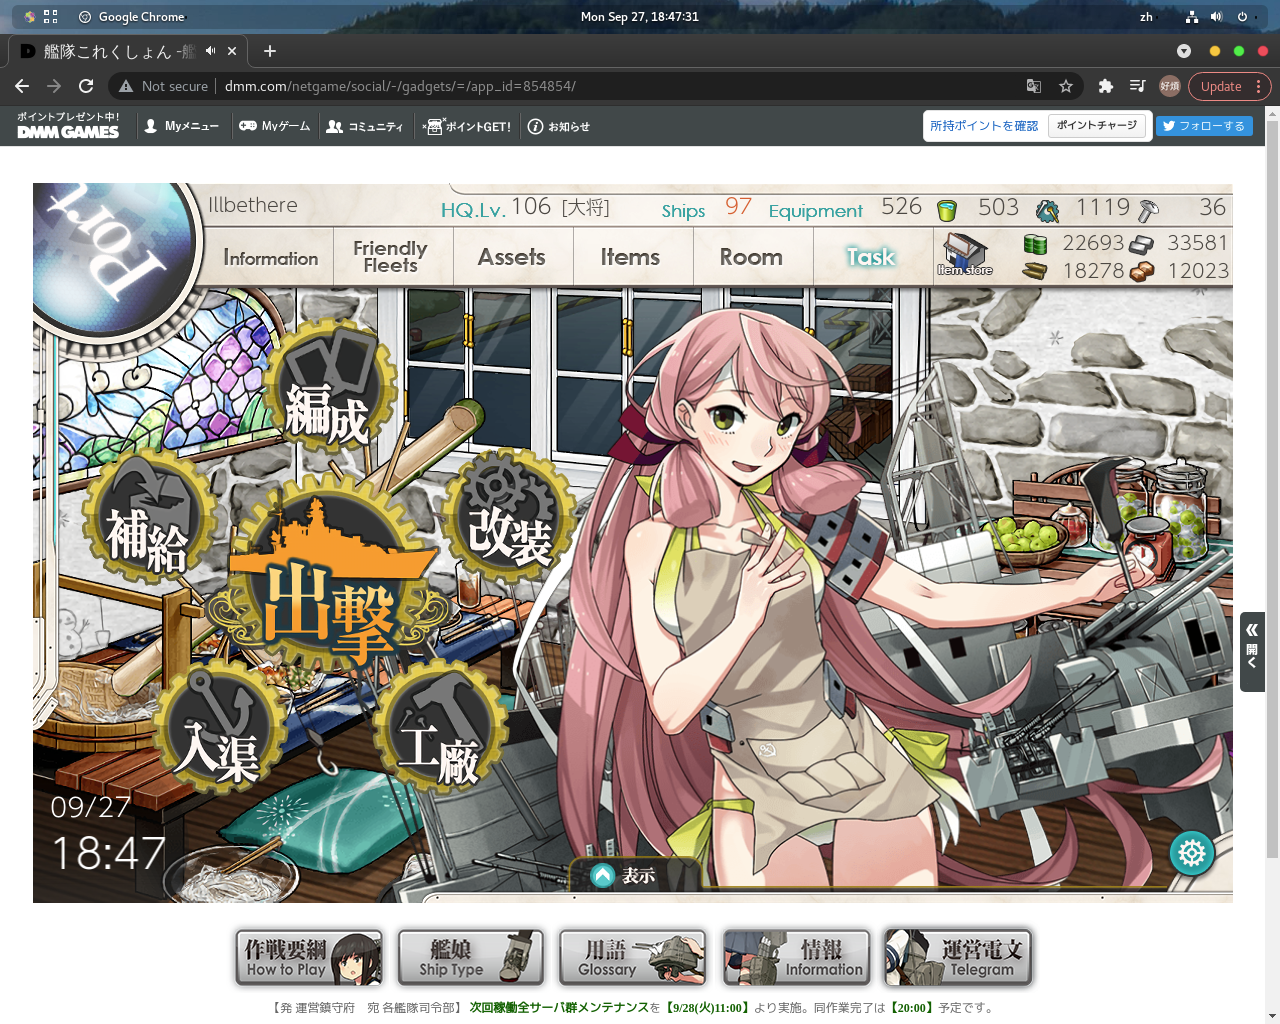 Google Chrome
Mon Sep 27, 18:47:31
zh
艦隊これくしょん -艦
Not secure
dmm.com/netgame/social/-/gadgets/=/app_id=854854/
Update
ポイントプレゼント中!
DMM GAMES
Myメニュー
Myゲーム
コミュニティ
ポイントGET!
お知らせ
所持ポイントを確認
ポイントチャージ
フォローする
Port
Illbethere
HQ.Lv. 106 [大将]
Ships 97
Equipment 526
503
1119
36
Information
Friendly Fleets
Assets
Items
Room
Task
Item store
22693
33581
18278
12023
編成
補給
改装
出撃
入渠
工廠
09/27
18:47
表示
開
作戦要綱
How to Play
艦娘
Ship Type
用語
Glossary
情報
Information
運営電文
Telegram
【発 運営鎮守府　宛 各艦隊司令部】 次回稼働全サーバ群メンテナンスを【9/28(火)11:00】より実施。同作業完了は【20:00】予定です。